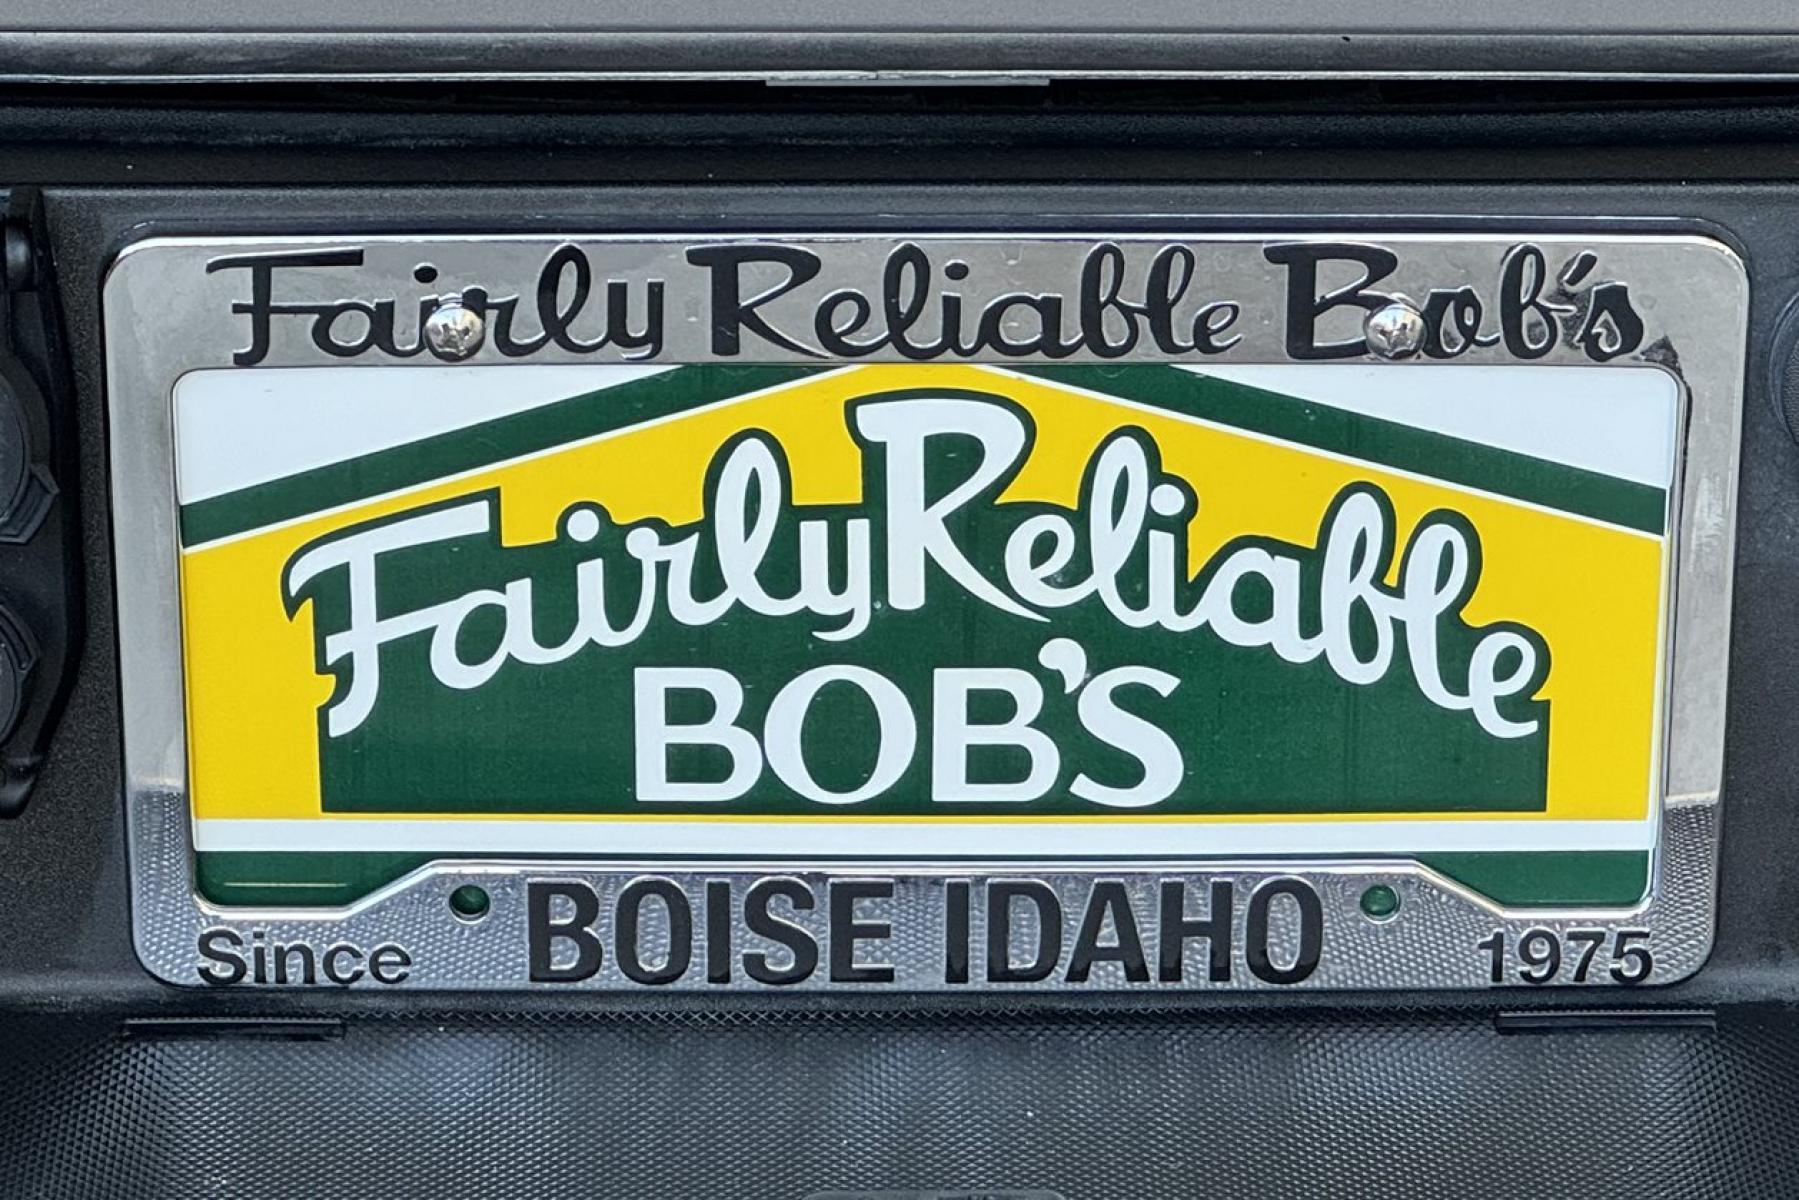 Fairly Reliable Bob's
Fairly Reliable
BOB'S
BOISE IDAHO
Since 1975